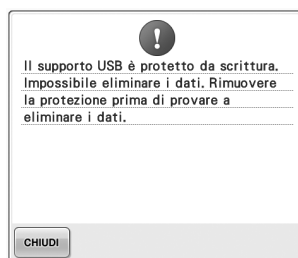 Il supporto USB è protetto da scrittura.
Impossibile eliminare i dati. Rimuovere
la protezione prima di provare a
eliminare i dati.
CHIUDI